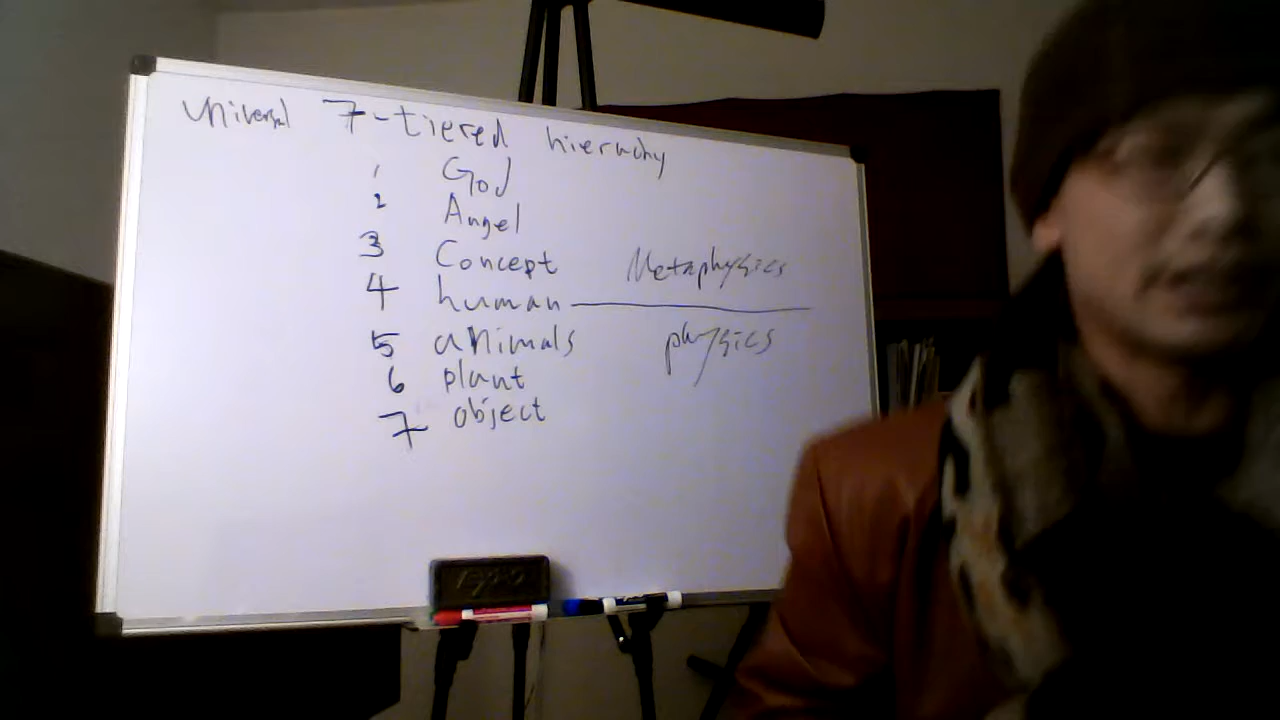 Universal 7-tiered hierarchy
1 God
2 Angel
3 Concept
Metaphysics
4 human
5 animals
physics
6 plant
7 object
expo